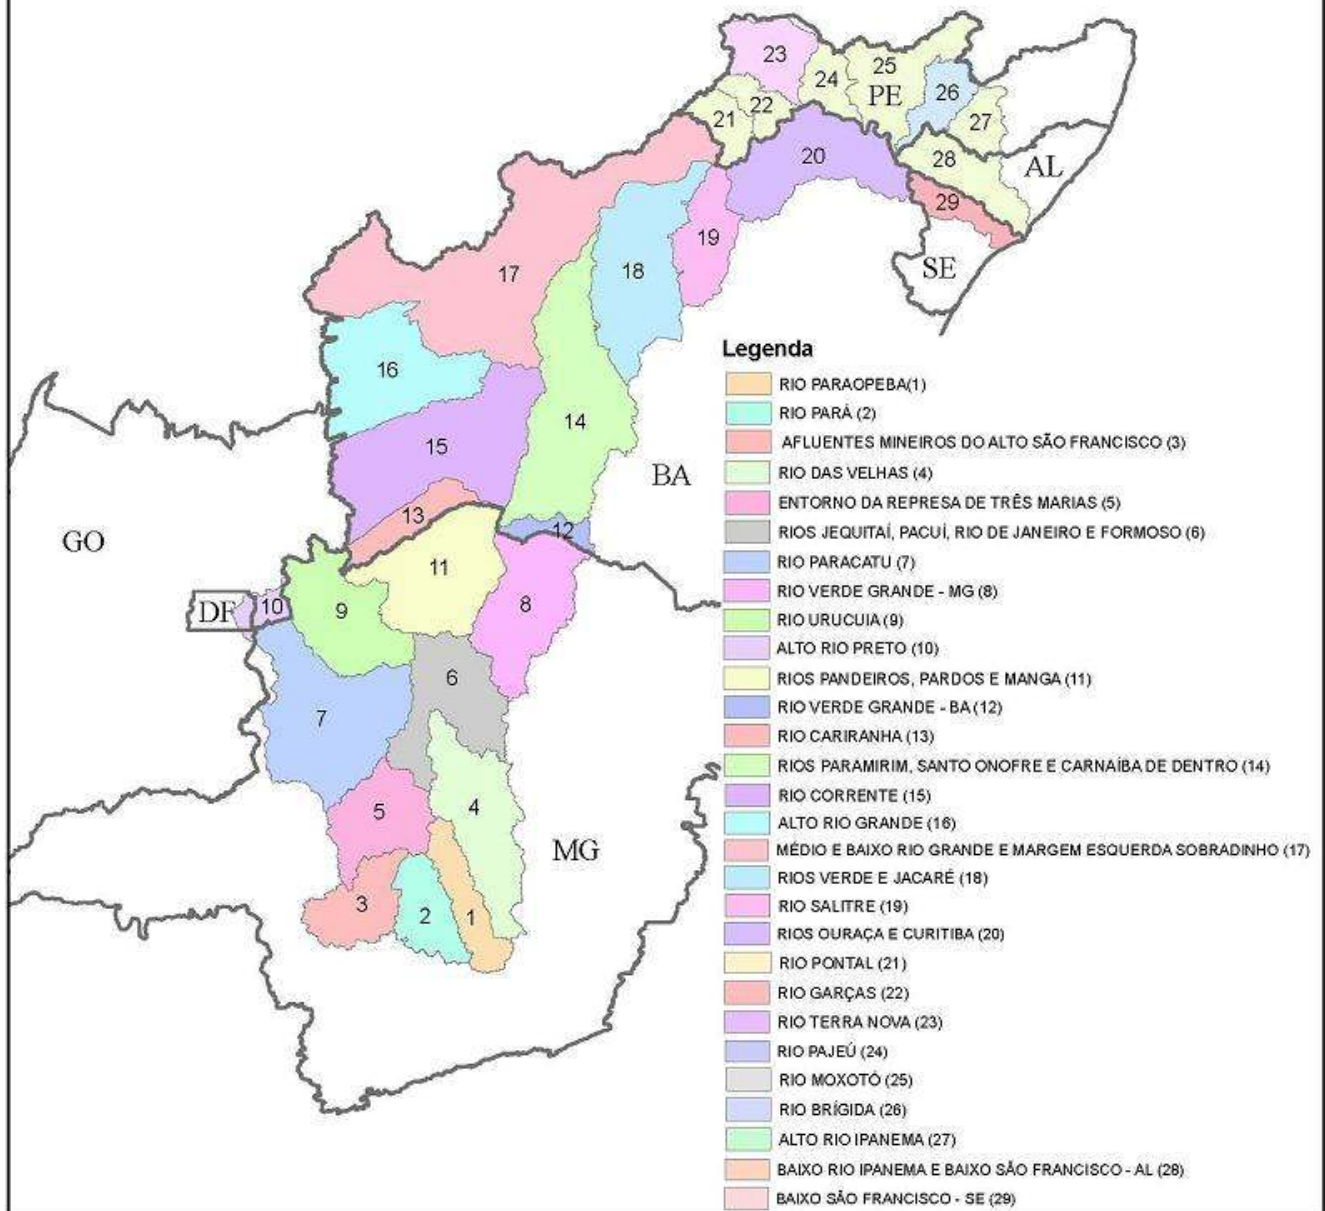 23
25
24
PE
26
22
21
27
20
28
AL
29
19
SE
17
18
Legenda
16
14
15
BA
13
12
GO
11
DF
10
9
8
6
7
5
4
MG
3
2
1
RIO PARAOPEBA(1)
RIO PARÁ (2)
AFLUENTES MINEIROS DO ALTO SÃO FRANCISCO (3)
RIO DAS VELHAS (4)
ENTORNO DA REPRESA DE TRÊS MARIAS (5)
RIOS JEQUITAÍ, PACUÍ, RIO DE JANEIRO E FORMOSO (6)
RIO PARACATU (7)
RIO VERDE GRANDE - MG (8)
RIO URUCUIA (9)
ALTO RIO PRETO (10)
RIOS PANDEIROS, PARDOS E MANGA (11)
RIO VERDE GRANDE - BA (12)
RIO CARIRANHA (13)
RIOS PARAMIRIM, SANTO ONOFRE E CARNAÍBA DE DENTRO (14)
RIO CORRENTE (15)
ALTO RIO GRANDE (16)
MÉDIO E BAIXO RIO GRANDE E MARGEM ESQUERDA SOBRADINHO (17)
RIOS VERDE E JACARÉ (18)
RIO SALITRE (19)
RIOS OURAÇA E CURITIBA (20)
RIO PONTAL (21)
RIO GARÇAS (22)
RIO TERRA NOVA (23)
RIO PAJEÚ (24)
RIO MOXOTÓ (25)
RIO BRÍGIDA (26)
ALTO RIO IPANEMA (27)
BAIXO RIO IPANEMA E BAIXO SÃO FRANCISCO - AL (28)
BAIXO SÃO FRANCISCO - SE (29)